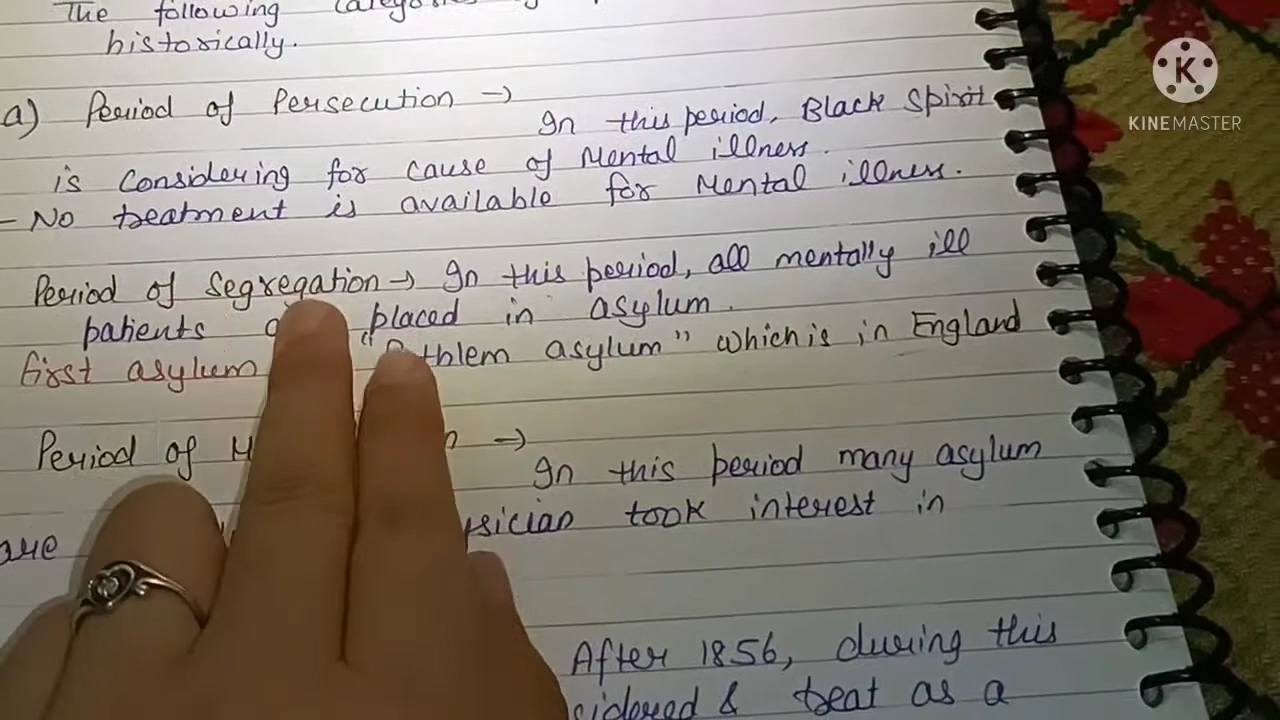 The following
historically.
a) Period of Persecution →
In this period, Black Spirit
is considering for cause of Mental illness.
- No treatment is available for Mental illness.
Period of Segregation → In this period, all mentally ill
patients placed in asylum.
first asylum "Bethlem asylum" which is in England
Period of →
In this period many asylum
are took interest in
After 1856, during this
& treat as a
K
KINEMASTER